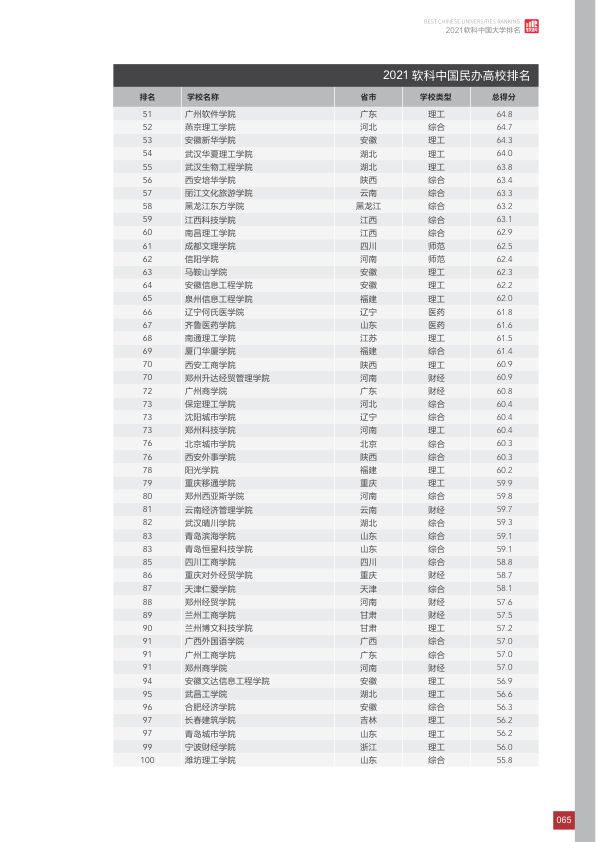 BEST CHINESE UNIVERSITIES RANKING
2021软科中国大学排名
2021 软科中国民办高校排名
排名 学校名称 省市 学校类型 总得分
51 广州软件学院 广东 理工 64.8
52 燕京理工学院 河北 综合 64.7
53 安徽新华学院 安徽 理工 64.3
54 武汉华夏理工学院 湖北 理工 64.0
55 武汉生物工程学院 湖北 理工 63.8
56 西安培华学院 陕西 综合 63.4
57 丽江文化旅游学院 云南 综合 63.3
58 黑龙江东方学院 黑龙江 综合 63.2
59 江西科技学院 江西 综合 63.1
60 南昌理工学院 江西 综合 62.9
61 成都文理学院 四川 师范 62.5
62 信阳学院 河南 师范 62.4
63 马鞍山学院 安徽 理工 62.3
64 安徽信息工程学院 安徽 理工 62.2
65 泉州信息工程学院 福建 理工 62.0
66 辽宁何氏医学院 辽宁 医药 61.8
67 齐鲁医药学院 山东 医药 61.6
68 南通理工学院 江苏 理工 61.5
69 厦门华厦学院 福建 综合 61.4
70 西安工商学院 陕西 理工 60.9
70 郑州升达经贸管理学院 河南 财经 60.9
72 广州商学院 广东 财经 60.8
73 保定理工学院 河北 综合 60.4
73 沈阳城市学院 辽宁 综合 60.4
73 郑州科技学院 河南 理工 60.4
76 北京城市学院 北京 综合 60.3
76 西安外事学院 陕西 综合 60.3
78 阳光学院 福建 理工 60.2
79 重庆移通学院 重庆 理工 59.9
80 郑州西亚斯学院 河南 综合 59.8
81 云南经济管理学院 云南 财经 59.7
82 武汉晴川学院 湖北 综合 59.3
83 青岛滨海学院 山东 综合 59.1
83 青岛恒星科技学院 山东 综合 59.1
85 四川工商学院 四川 综合 58.8
86 重庆对外经贸学院 重庆 财经 58.7
87 天津仁爱学院 天津 综合 58.1
88 郑州经贸学院 河南 财经 57.6
89 兰州工商学院 甘肃 财经 57.5
90 兰州博文科技学院 甘肃 理工 57.2
91 广西外国语学院 广西 综合 57.0
91 广州工商学院 广东 综合 57.0
91 郑州商学院 河南 财经 57.0
94 安徽文达信息工程学院 安徽 理工 56.9
95 武昌工学院 湖北 理工 56.6
96 合肥经济学院 安徽 综合 56.3
97 长春建筑学院 吉林 理工 56.2
97 青岛城市学院 山东 理工 56.2
99 宁波财经学院 浙江 理工 56.0
100 潍坊理工学院 山东 综合 55.8
065